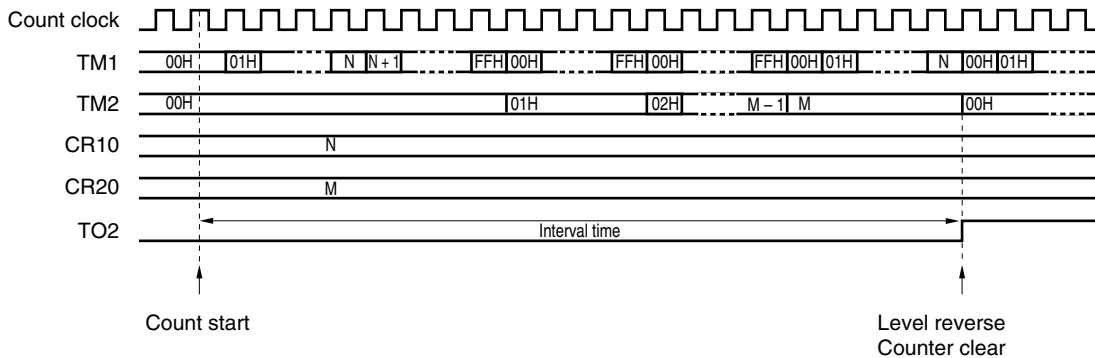 Count clock
TM1 00H 01H N N + 1 FFH 00H FFH 00H FFH 00H 01H N 00H 01H
TM2 00H 01H 02H M – 1 M 00H
CR10 N
CR20 M
TO2 Interval time
Count start Level reverse
Counter clear